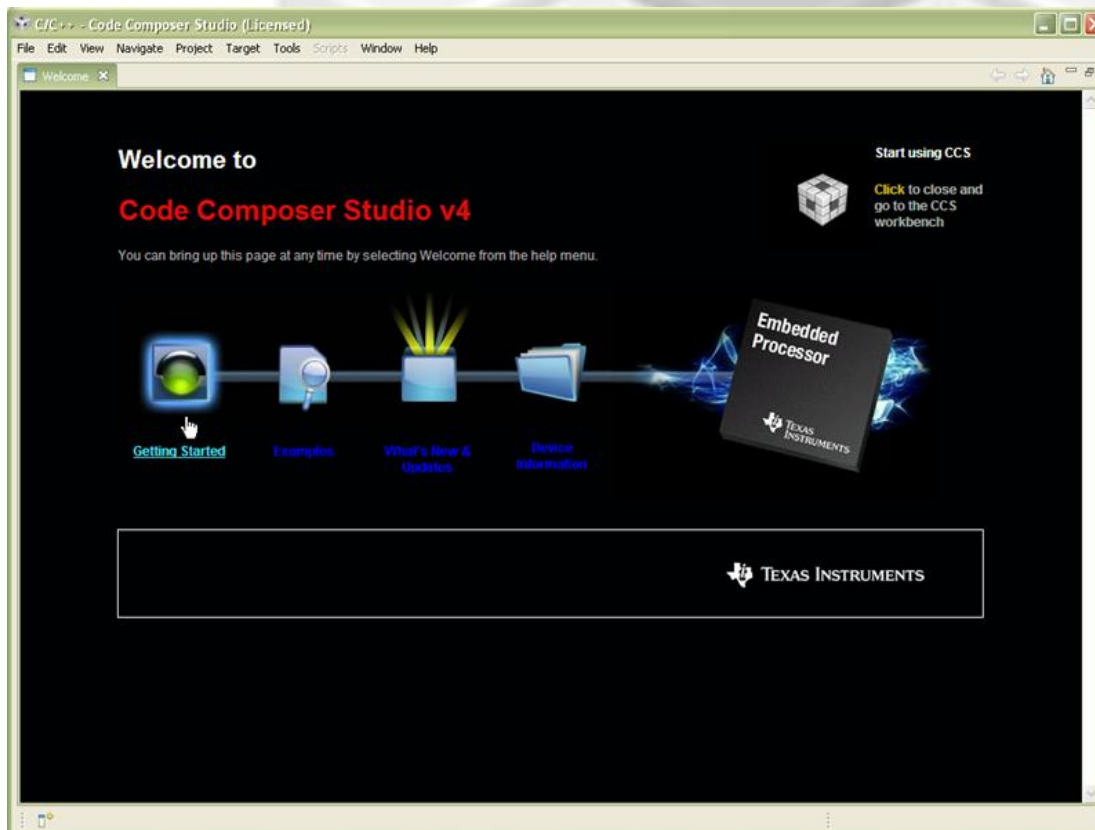 C/C++ - Code Composer Studio (Licensed)
File Edit View Navigate Project Target Tools Scripts Window Help
Welcome
Welcome to
Code Composer Studio v4
You can bring up this page at any time by selecting Welcome from the help menu.
Start using CCS
Click to close and
go to the CCS
workbench
Embedded
Processor
TEXAS
INSTRUMENTS
Getting Started
Examples
What's New &
Updates
Device
Information
TEXAS INSTRUMENTS